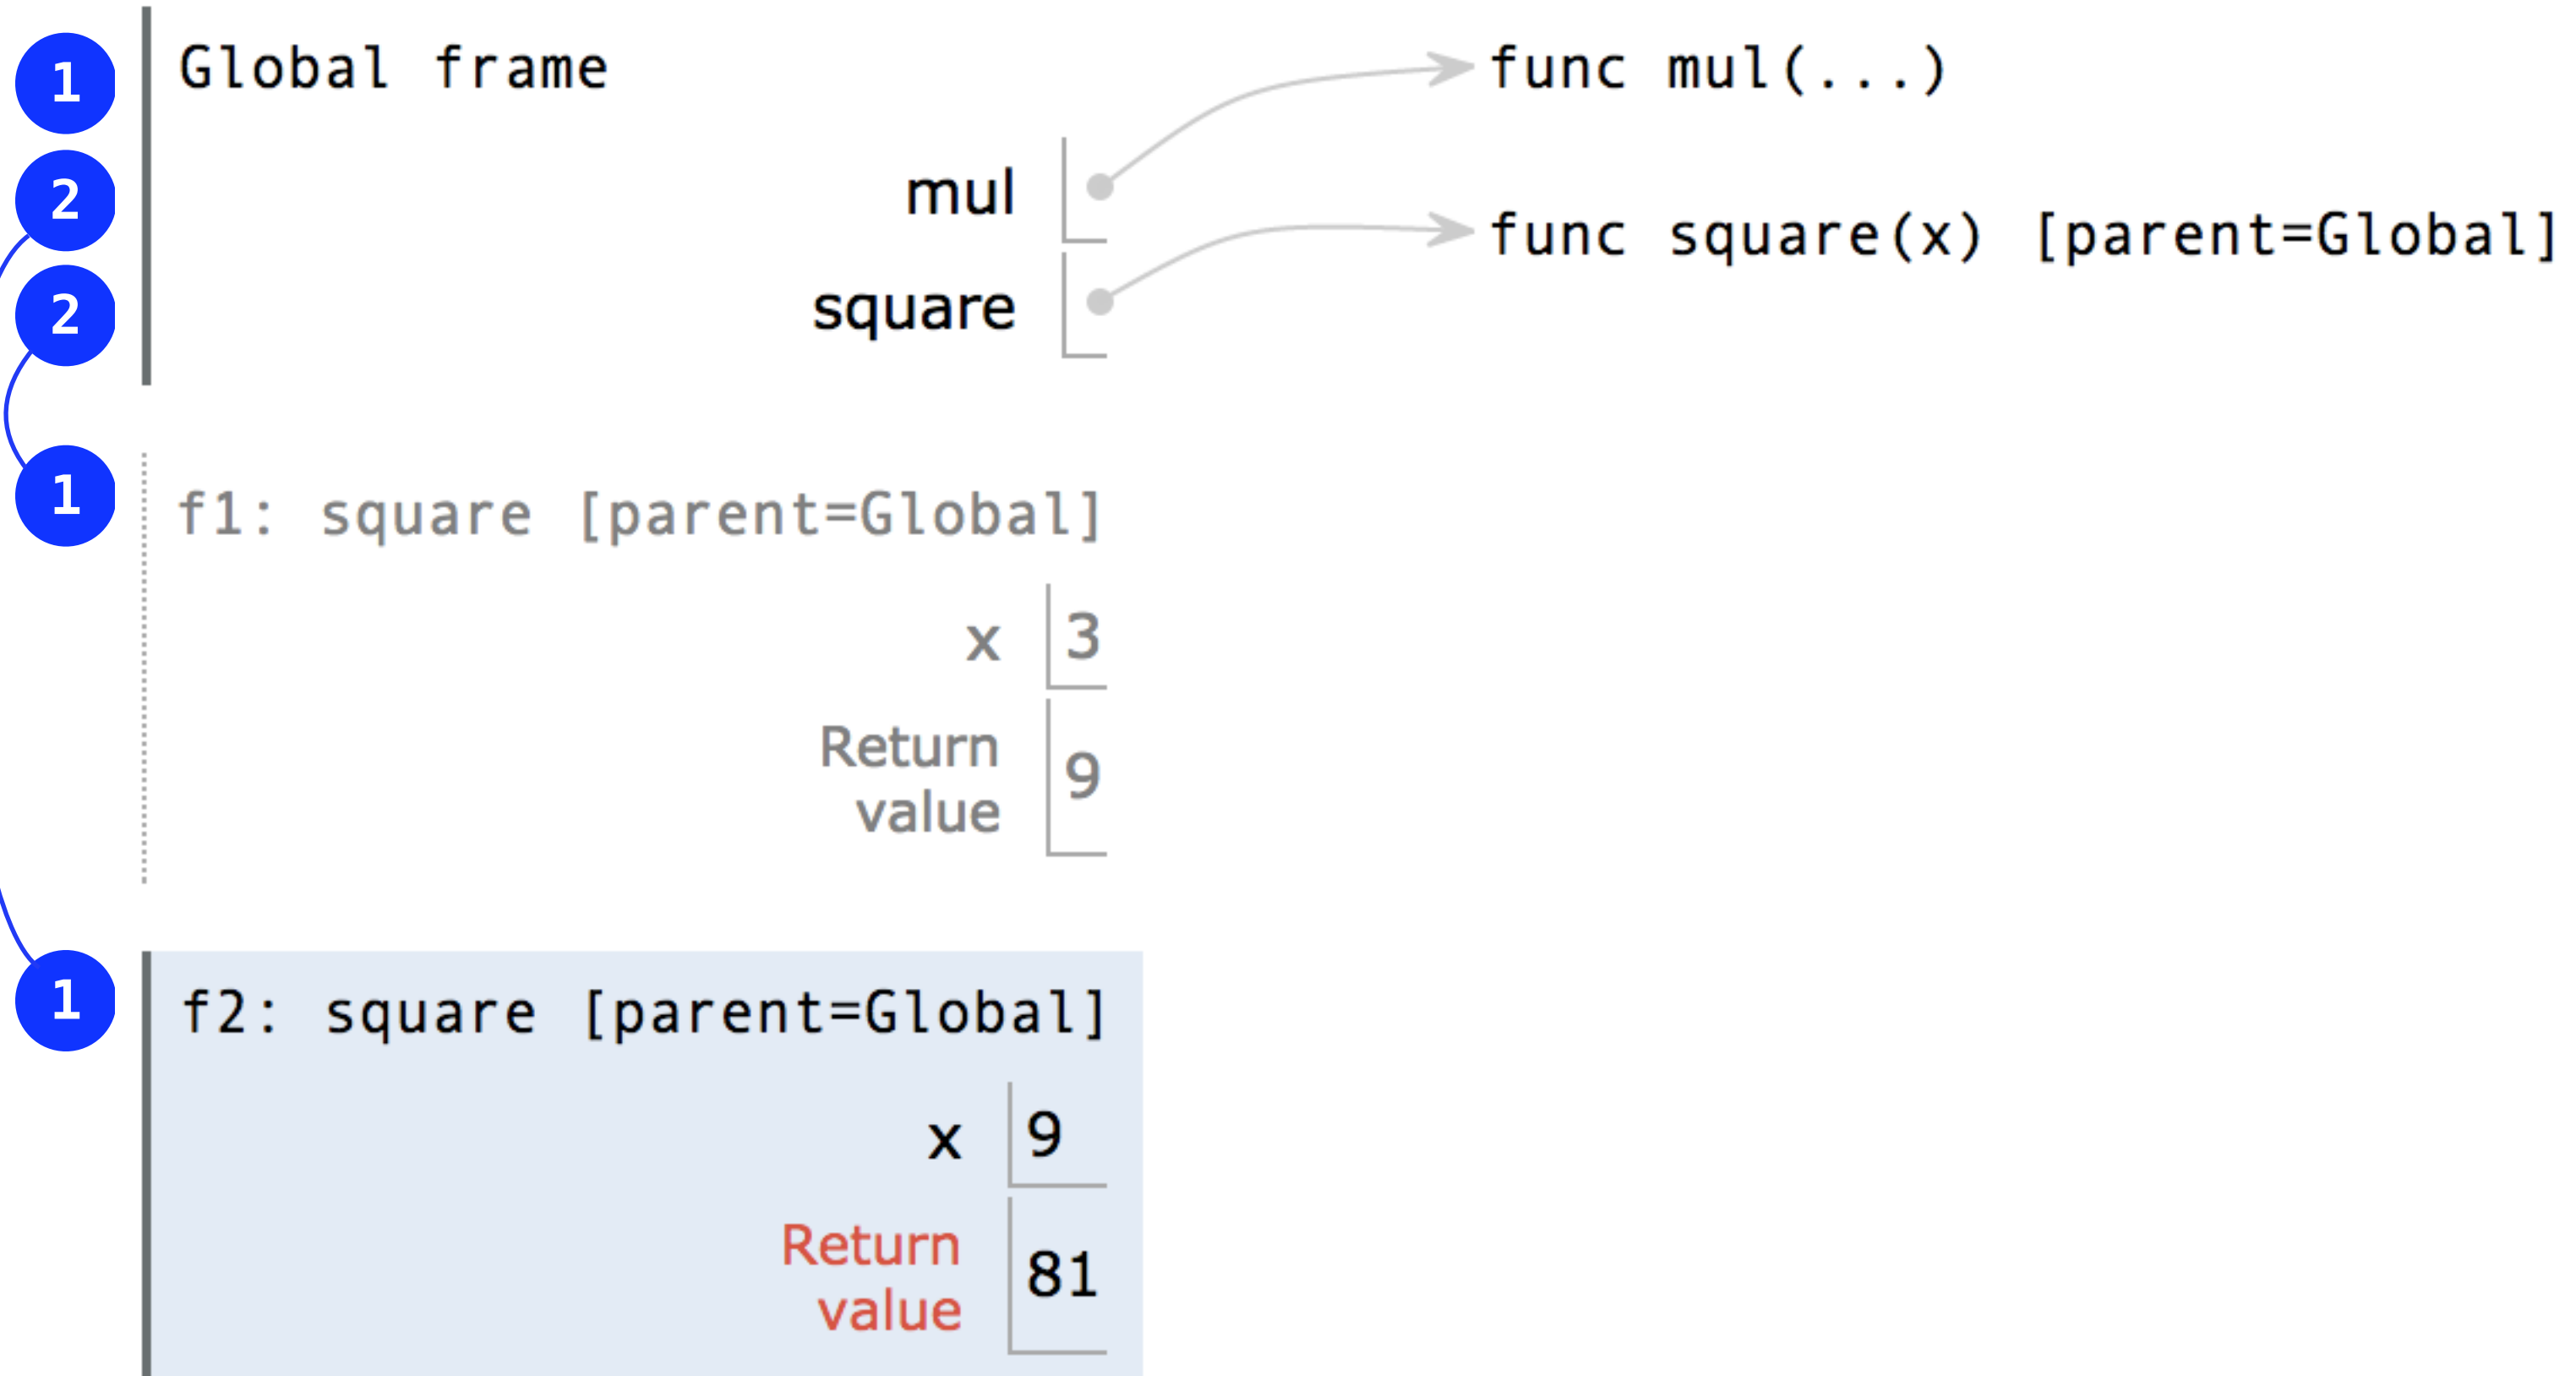 1
Global frame
func mul(...)
2
mul
func square(x) [parent=Global]
2
square
1
f1: square [parent=Global]
x 3
Return
value
9
1
f2: square [parent=Global]
x 9
Return
value
81